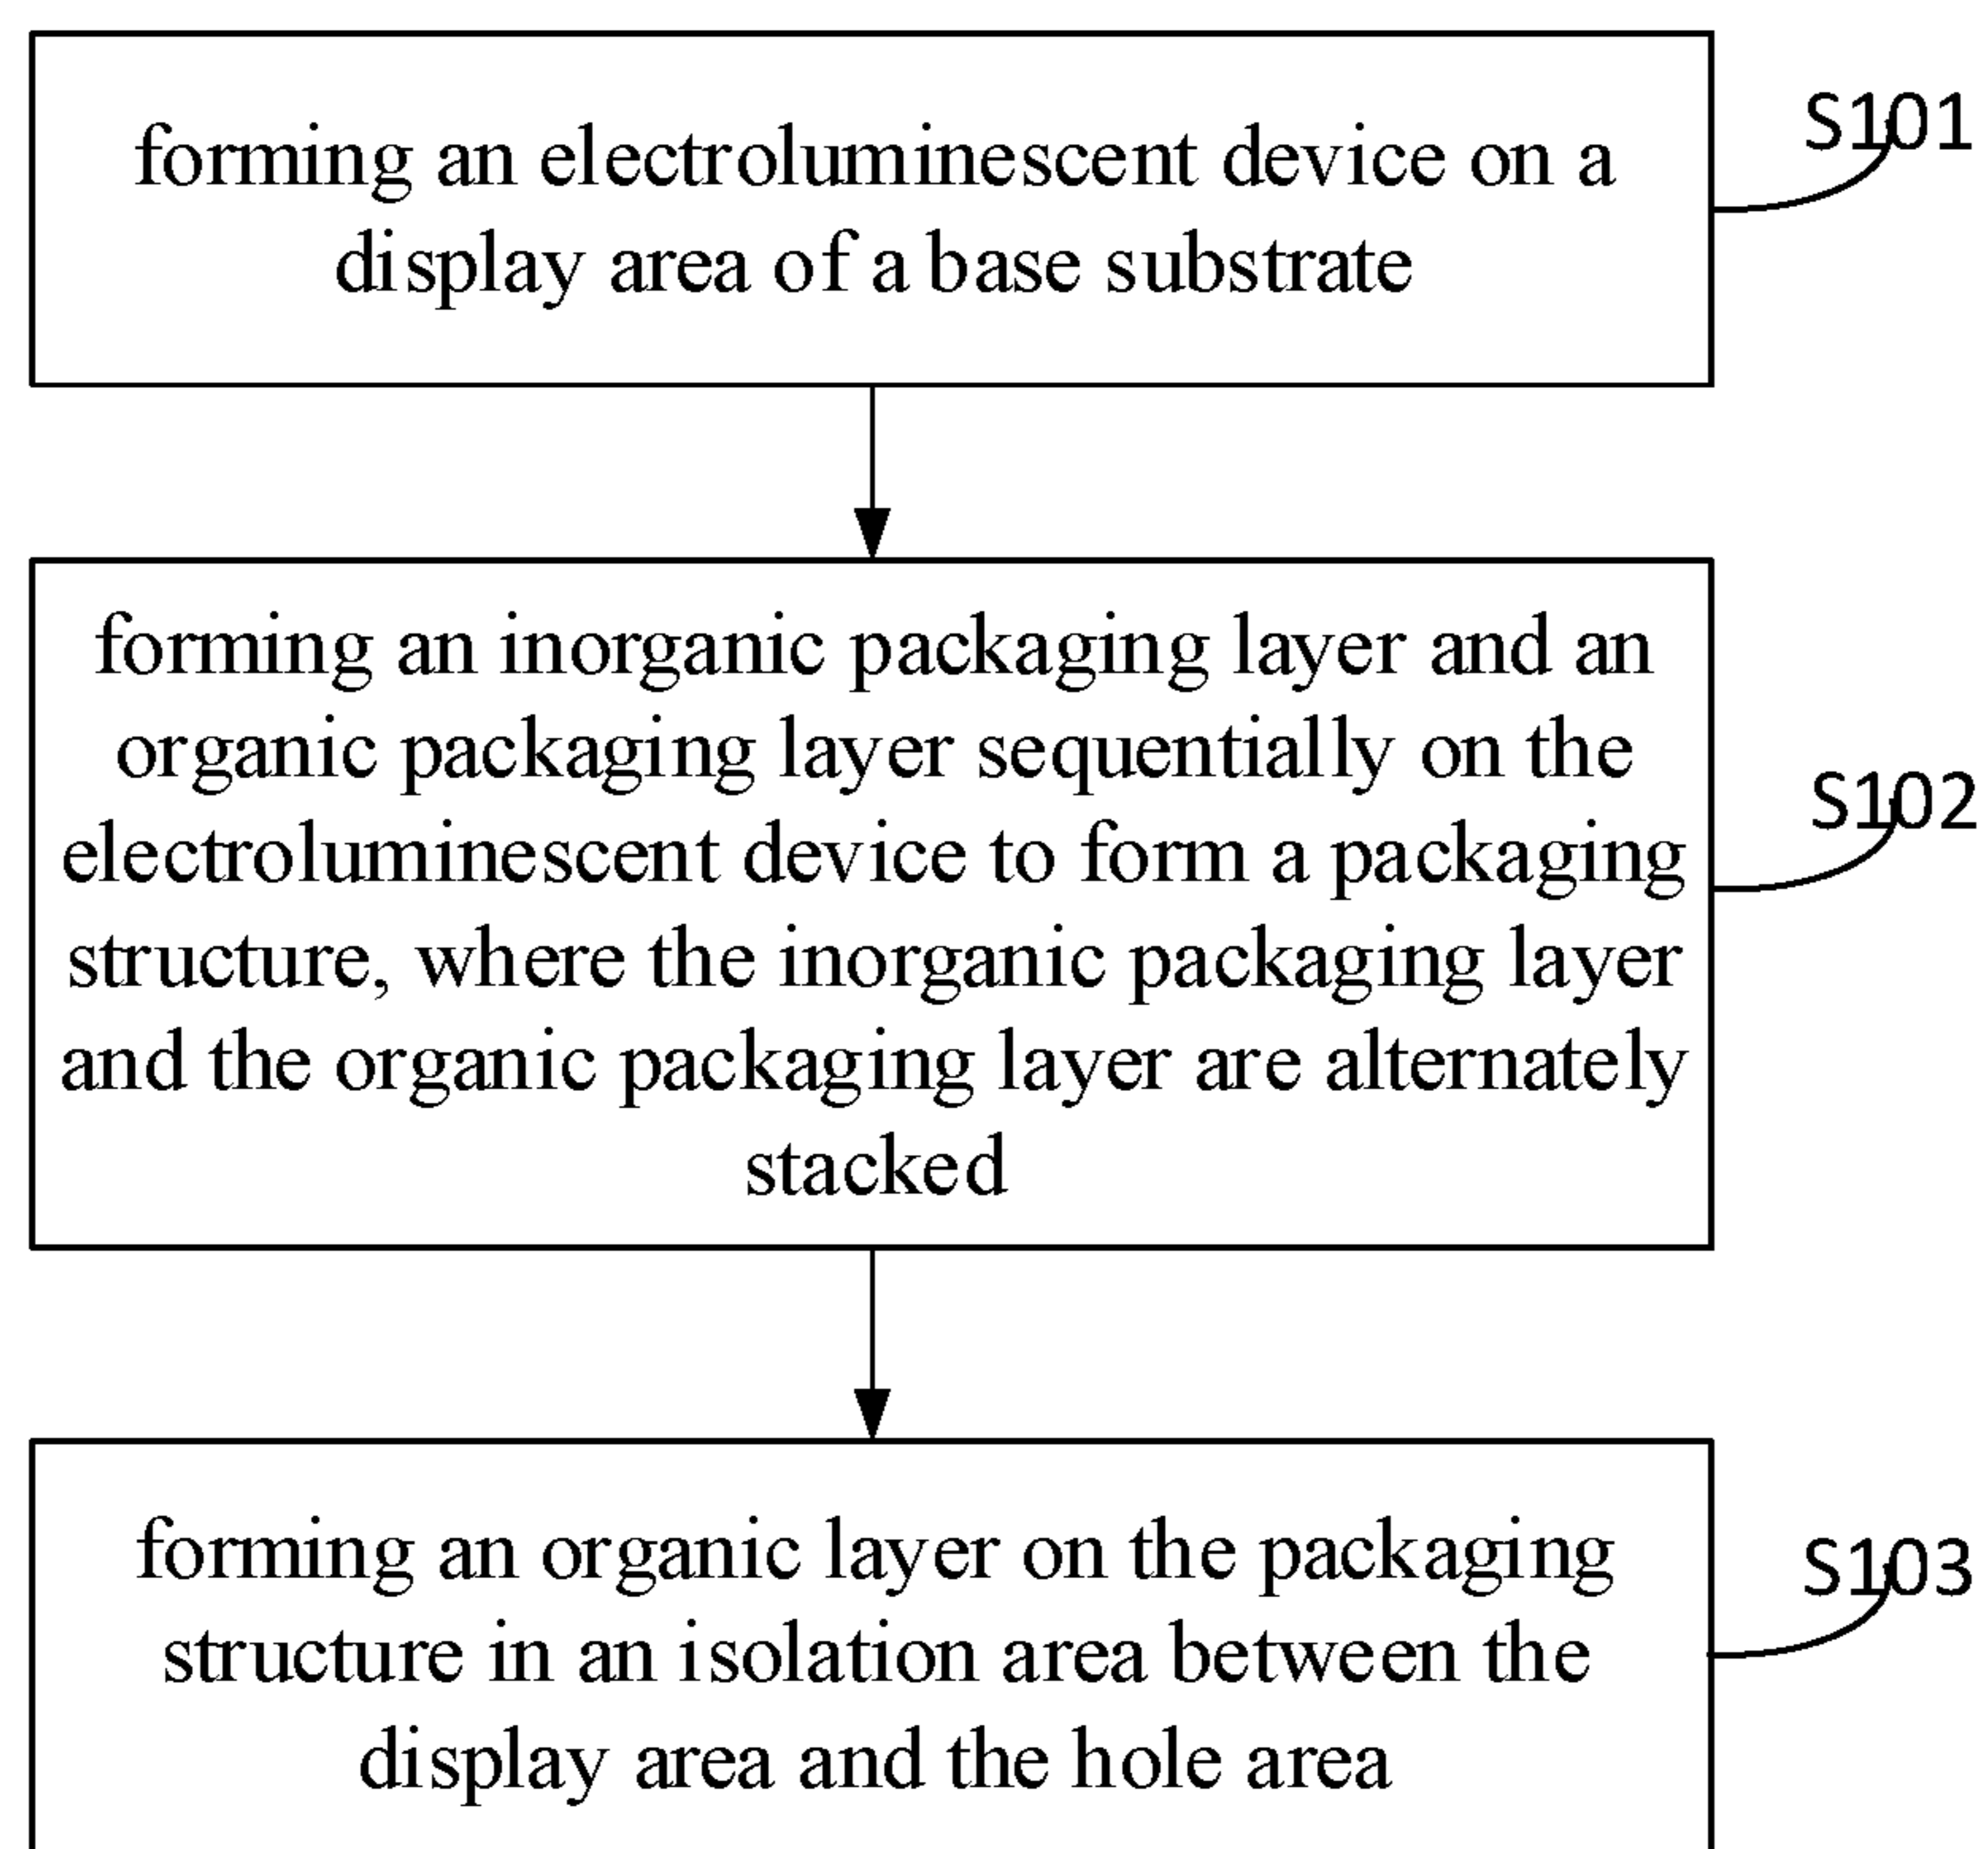 forming an electroluminescent device on a
display area of a base substrate
S101
forming an inorganic packaging layer and an
organic packaging layer sequentially on the
electroluminescent device to form a packaging
structure, where the inorganic packaging layer
and the organic packaging layer are alternately
stacked
S102
forming an organic layer on the packaging
structure in an isolation area between the
display area and the hole area
S103